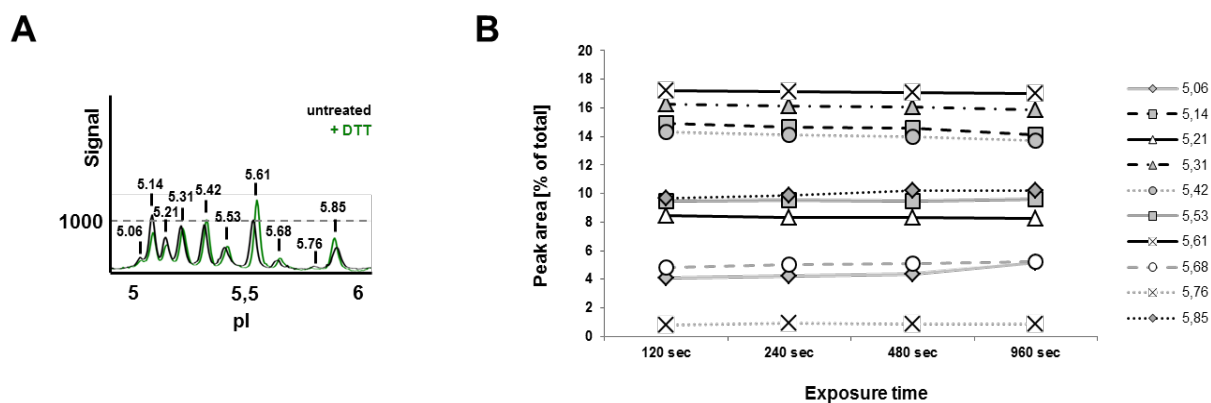 A
untreated
+ DTT
Signal
1000
5.06
5.14
5.21
5.31
5.42
5.53
5.61
5.68
5.76
5.85
5
5,5
6
pI
B
Peak area [% of total]
20
18
16
14
12
10
8
6
4
2
0
120 sec
240 sec
480 sec
960 sec
Exposure time
5,06
5,14
5,21
5,31
5,42
5,53
5,61
5,68
5,76
5,85